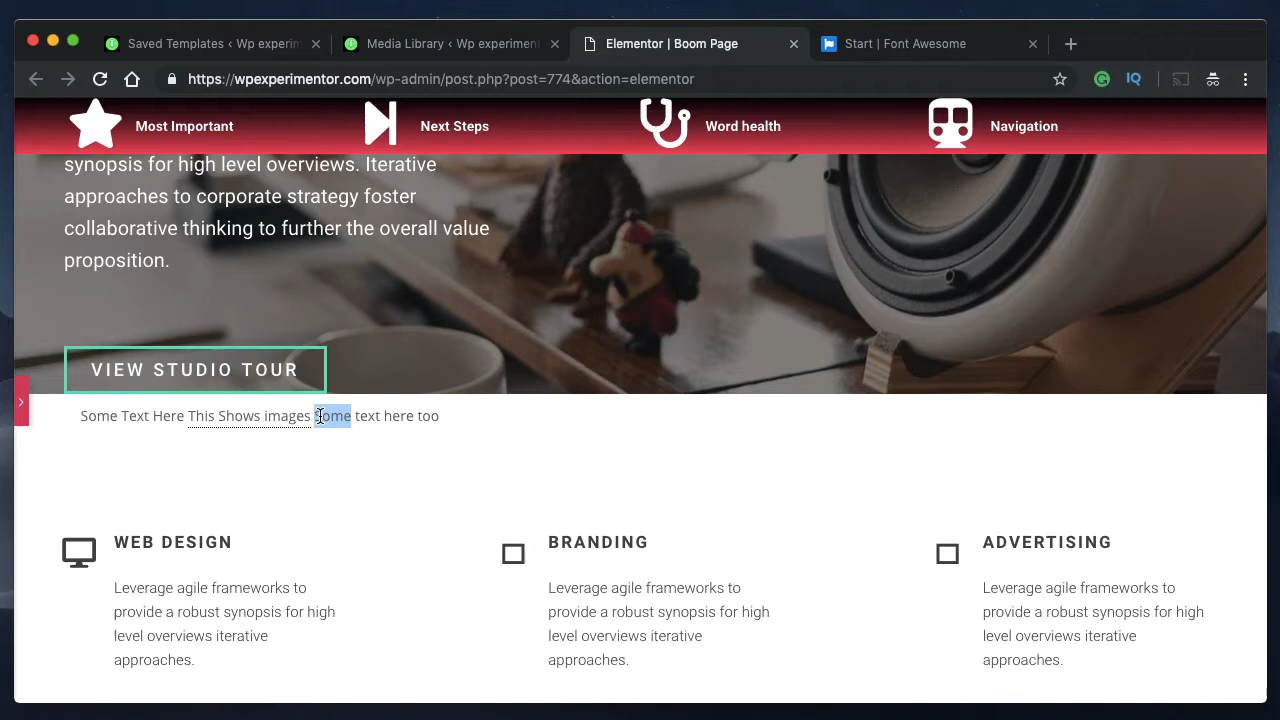 Saved Templates ‹ Wp experim
Media Library ‹ Wp experiment
Elementor | Boom Page
Start | Font Awesome
https://wpexperimentor.com/wp-admin/post.php?post=774&action=elementor
Most Important
Next Steps
Word health
Navigation
synopsis for high level overviews. Iterative
approaches to corporate strategy foster
collaborative thinking to further the overall value
proposition.
VIEW STUDIO TOUR
Some Text Here This Shows images Some text here too
WEB DESIGN
Leverage agile frameworks to
provide a robust synopsis for high
level overviews iterative
approaches.
BRANDING
Leverage agile frameworks to
provide a robust synopsis for high
level overviews iterative
approaches.
ADVERTISING
Leverage agile frameworks to
provide a robust synopsis for high
level overviews iterative
approaches.